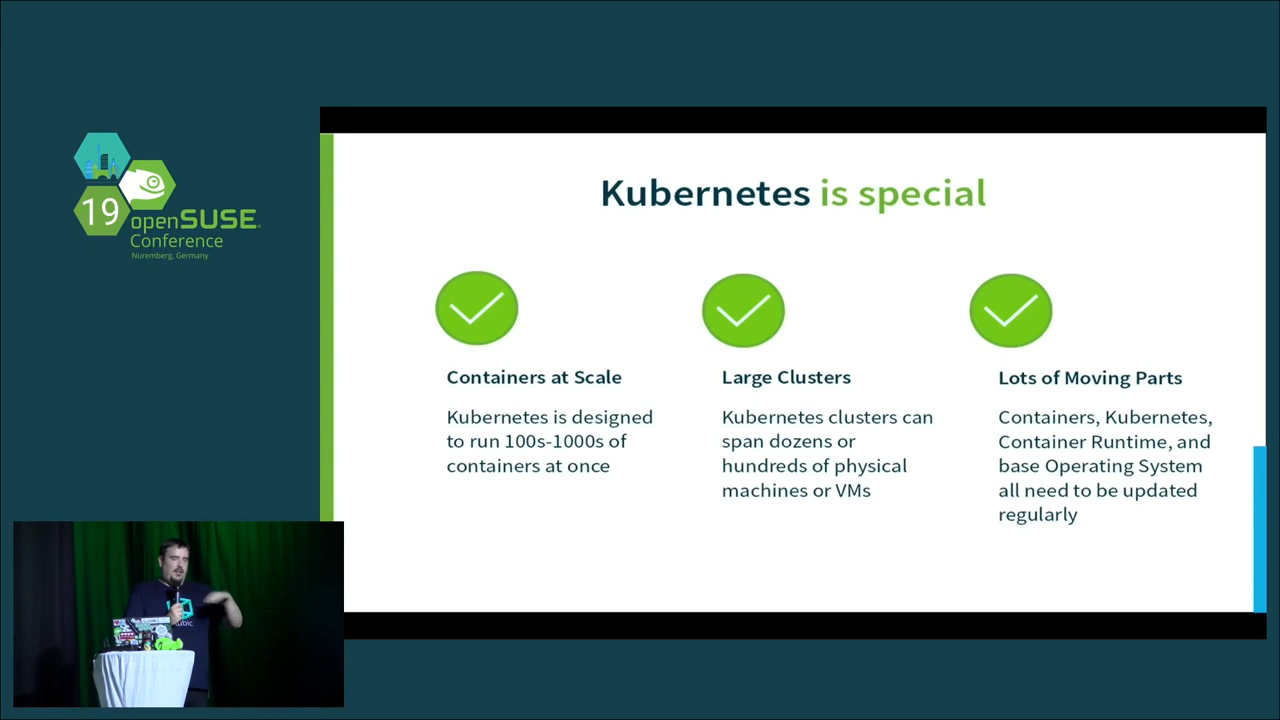 19
openSUSE
Conference
Nuremberg, Germany
Kubernetes is special
Containers at Scale
Kubernetes is designed
to run 100s-1000s of
containers at once
Large Clusters
Kubernetes clusters can
span dozens or
hundreds of physical
machines or VMs
Lots of Moving Parts
Containers, Kubernetes,
Container Runtime, and
base Operating System
all need to be updated
regularly